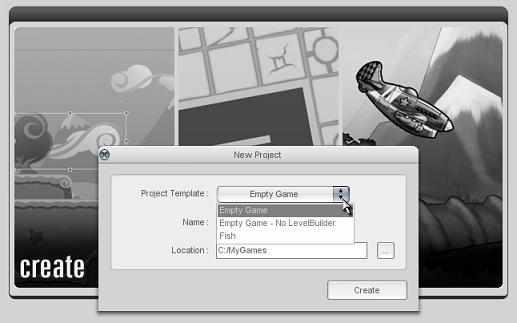 New Project
Project Template :
Empty Game
Empty Game
Empty Game - No LevelBuilder
Name :
Fish
Location :
C:/MyGames
...
create
Create